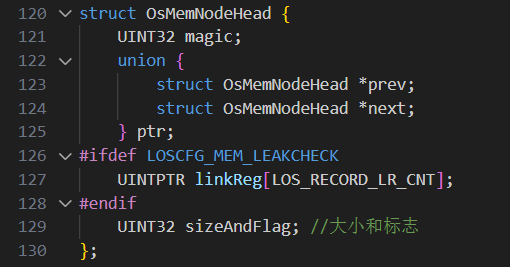 120 struct OsMemNodeHead {
121     UINT32 magic;
122     union {
123         struct OsMemNodeHead *prev;
124         struct OsMemNodeHead *next;
125     } ptr;
126 #ifdef LOSCFG_MEM_LEAKCHECK
127     UINTPTR linkReg[LOS_RECORD_LR_CNT];
128 #endif
129     UINT32 sizeAndFlag; //大小和标志
130 };